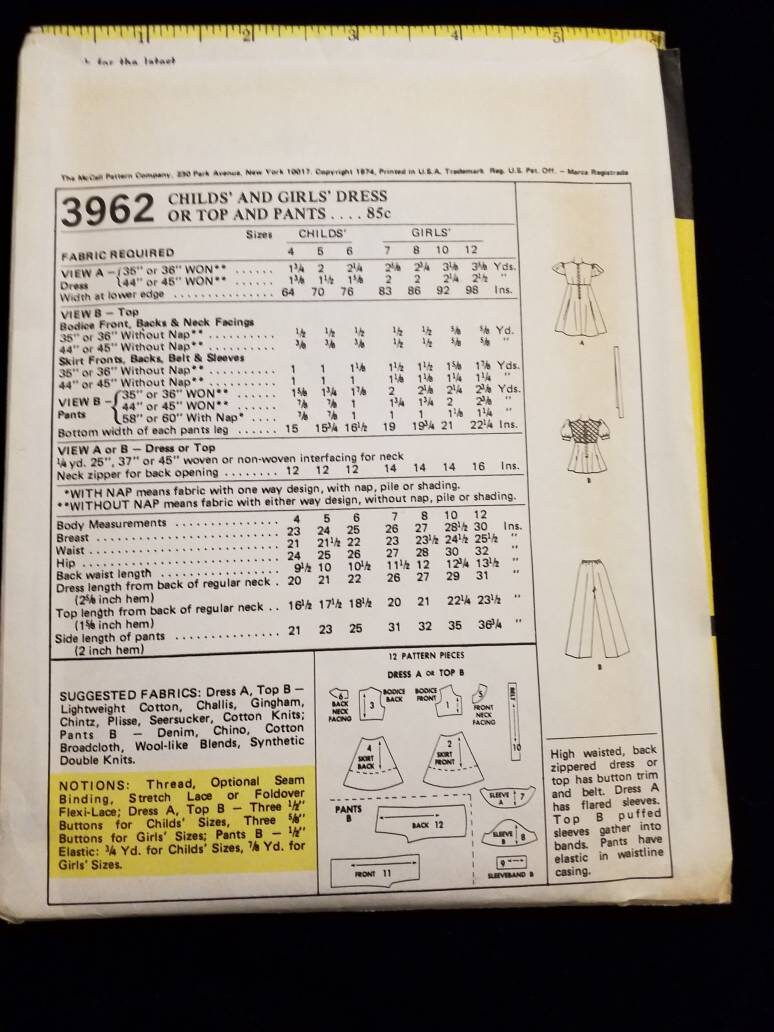 1 2 3 4 5
for the latest
The McCall Pattern Company, 230 Park Avenue, New York 10017. Copyright 1974, Printed in U.S.A. Trademark Reg. U.S. Pat. Off. — Marca Registrada
3962 CHILDS' AND GIRLS' DRESS
OR TOP AND PANTS .... 85c
Sizes CHILDS' GIRLS'
FABRIC REQUIRED 4 5 6 7 8 10 12
VIEW A – { 35" or 36" WON** ...... 1¾ 2 2¼ 2⅝ 2¾ 3⅛ 3⅜ Yds.
Dress 44" or 45" WON** ...... 1⅜ 1½ 1⅝ 2 2 2¼ 2½ "
Width at lower edge ............... 64 70 76 83 86 92 98 Ins.
VIEW B – Top
Bodice Front, Backs & Neck Facings
35" or 36" Without Nap** .......... ½ ½ ½ ½ ½ ⅝ ⅝ Yd.
44" or 45" Without Nap** .......... ⅜ ⅜ ⅜ ½ ½ ⅝ ⅝ "
Skirt Fronts, Backs, Belt & Sleeves
35" or 36" Without Nap** .......... 1 1 1⅛ 1½ 1½ 1⅝ 1⅞ Yds.
44" or 45" Without Nap** .......... 1 1 1 1⅛ 1⅛ 1¼ 1¼ "
VIEW B – { 35" or 36" WON** ...... 1⅝ 1¾ 1⅞ 2 2⅛ 2¼ 2⅜ Yds.
Pants 44" or 45" WON** ...... ⅞ ⅞ 1 1¾ 1¾ 2 2⅜ "
58" or 60" With Nap* .... ⅞ ⅞ 1 1 1 1⅛ 1¼ "
Bottom width of each pants leg ...... 15 15¾ 16½ 19 19¾ 21 22¼ Ins.
VIEW A or B – Dress or Top
¼ yd. 25", 37" or 45" woven or non-woven interfacing for neck
Neck zipper for back opening ........ 12 12 12 14 14 14 16 Ins.
*WITH NAP means fabric with one way design, with nap, pile or shading.
**WITHOUT NAP means fabric with either way design, without nap, pile or shading.
Body Measurements ................ 4 5 6 7 8 10 12
Breast ............................ 23 24 25 26 27 28½ 30 Ins.
Waist ............................. 21 21½ 22 23 23½ 24½ 25½ "
Hip ............................... 24 25 26 27 28 30 32 "
Back waist length .................. 9½ 10 10½ 11½ 12 12¾ 13½ "
Dress length from back of regular neck . 20 21 22 26 27 29 31 "
(2⅝ inch hem)
Top length from back of regular neck .. 16½ 17½ 18½ 20 21 22¼ 23½ "
(1⅝ inch hem)
Side length of pants ................ 21 23 25 31 32 35 36¾ "
(2 inch hem)
A
B
B
SUGGESTED FABRICS: Dress A, Top B –
Lightweight Cotton, Challis, Gingham,
Chintz, Plisse, Seersucker, Cotton Knits;
Pants B – Denim, Chino, Cotton
Broadcloth, Wool-like Blends, Synthetic
Double Knits.
NOTIONS: Thread, Optional Seam
Binding, Stretch Lace or Foldover
Flexi-Lace; Dress A, Top B – Three ½"
Buttons for Childs' Sizes, Three ⅝"
Buttons for Girls' Sizes; Pants B – ½"
Elastic: ¾ Yd. for Childs' Sizes, ⅞ Yd. for
Girls' Sizes.
12 PATTERN PIECES
DRESS A OR TOP B
6 BACK NECK FACING
3 BODICE BACK
BODICE FRONT 1
5 FRONT NECK FACING
BELT 10
4 SKIRT BACK
2 SKIRT FRONT
SLEEVE A 7
PANTS B
BACK 12
SLEEVE B 8
FRONT 11
9 SLEEVEBAND B
High waisted, back
zippered dress or
top has button trim
and belt. Dress A
has flared sleeves.
Top B puffed
sleeves gather into
bands. Pants have
elastic in waistline
casing.